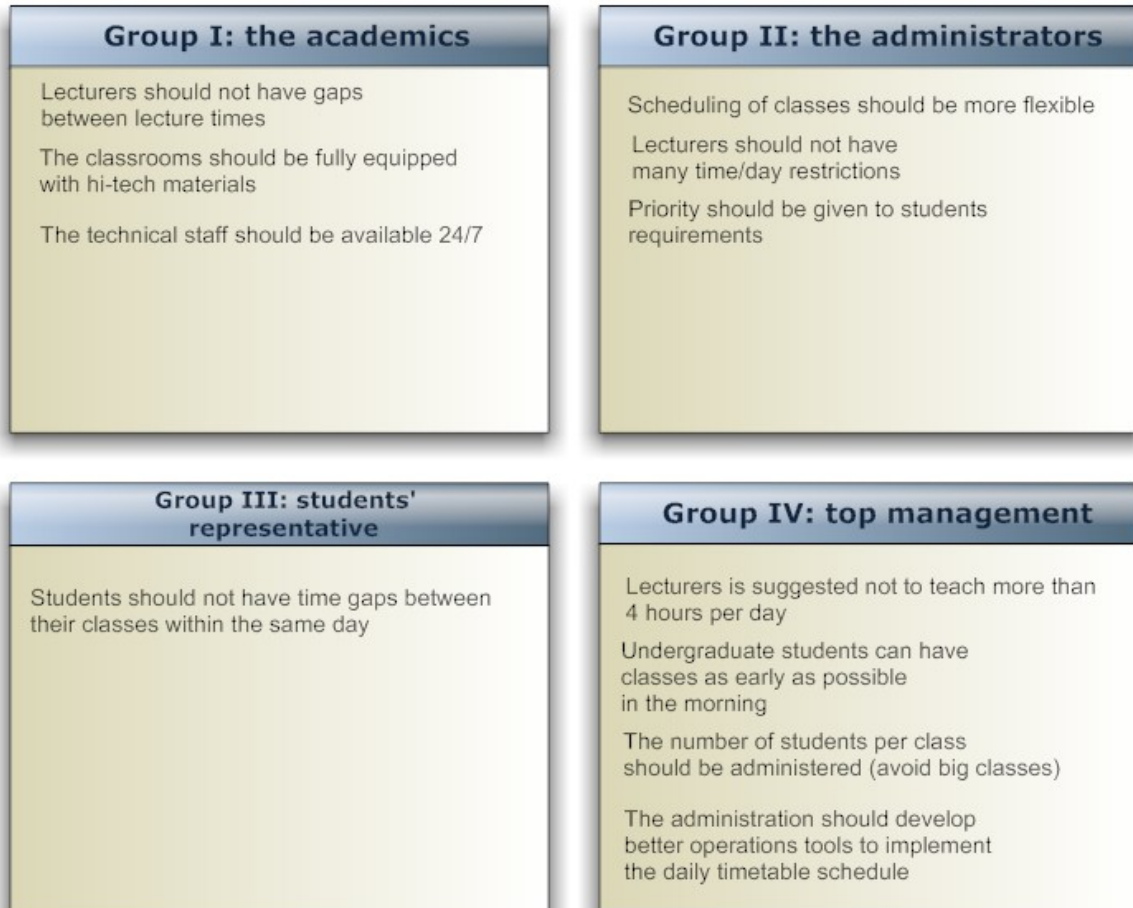 Group I: the academics
Lecturers should not have gaps
between lecture times
The classrooms should be fully equipped
with hi-tech materials
The technical staff should be available 24/7
Group II: the administrators
Scheduling of classes should be more flexible
Lecturers should not have
many time/day restrictions
Priority should be given to students
requirements
Group III: students'
representative
Students should not have time gaps between
their classes within the same day
Group IV: top management
Lecturers is suggested not to teach more than
4 hours per day
Undergraduate students can have
classes as early as possible
in the morning
The number of students per class
should be administered (avoid big classes)
The administration should develop
better operations tools to implement
the daily timetable schedule